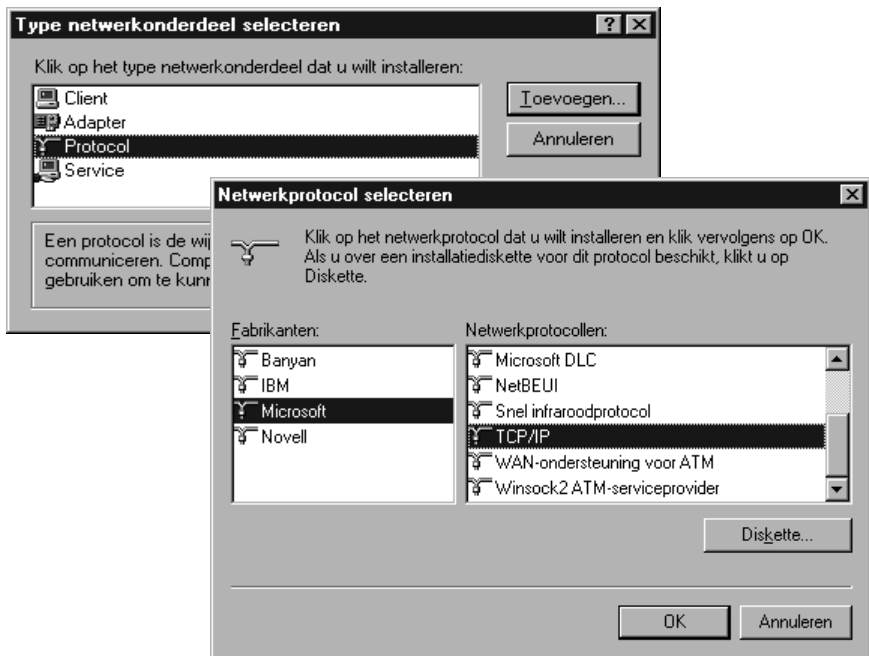 Type netwerkonderdeel selecteren
Klik op het type netwerkonderdeel dat u wilt installeren:
Client
Adapter
Protocol
Service
Toevoegen...
Annuleren
Een protocol is de
communiceren.
gebruiken om te
Netwerkprotocol selecteren
Klik op het netwerkprotocol dat u wilt installeren en klik vervolgens op OK.
Als u over een installatiediskette voor dit protocol beschikt, klikt u op
Diskette.
Fabrikanten:
Banyan
IBM
Microsoft
Novell
Netwerkprotocollen:
Microsoft DLC
NetBEUI
Snel infraroodprotocol
TCP/IP
WAN-ondersteuning voor ATM
Winsock2 ATM-serviceprovider
Diskette...
OK
Annuleren